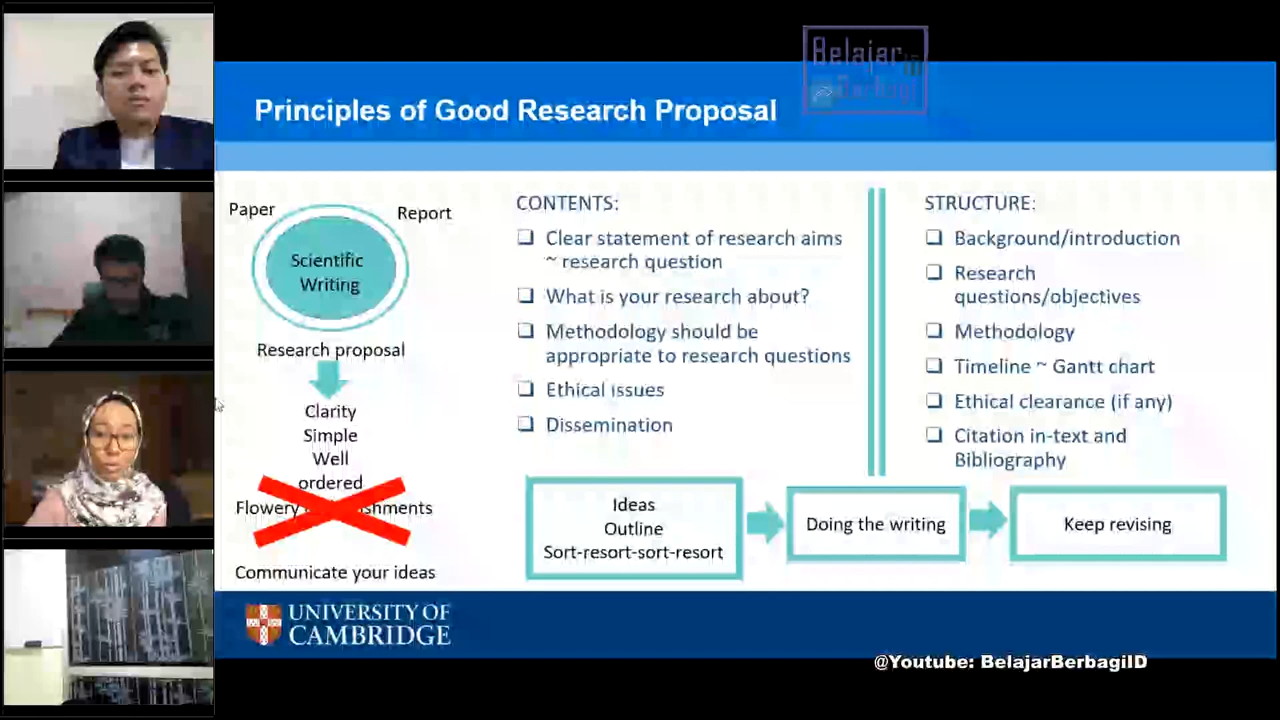 Belajar
ID
Berbagi
Principles of Good Research Proposal
Paper
Report
Scientific
Writing
Research proposal
Clarity
Simple
Well
ordered
Flowery
Communicate your ideas
CONTENTS:
❑ Clear statement of research aims
~ research question
❑ What is your research about?
❑ Methodology should be
appropriate to research questions
❑ Ethical issues
❑ Dissemination
STRUCTURE:
❑ Background/introduction
❑ Research
questions/objectives
❑ Methodology
❑ Timeline ~ Gantt chart
❑ Ethical clearance (if any)
❑ Citation in-text and
Bibliography
Ideas
Outline
Sort-resort-sort-resort
Doing the writing
Keep revising
UNIVERSITY OF
CAMBRIDGE
@Youtube: BelajarBerbagiID